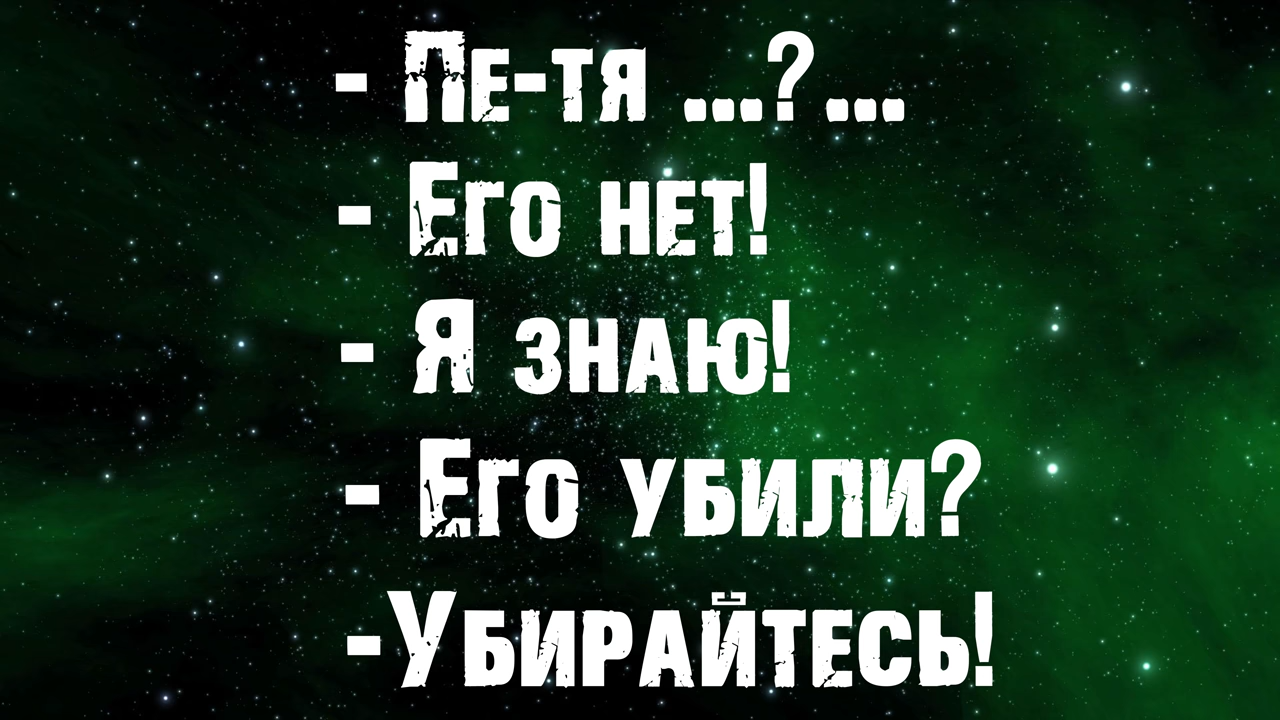 - Пе-тя ...?...
- Его нет!
- Я знаю!
- Его убили?
-Убирайтесь!